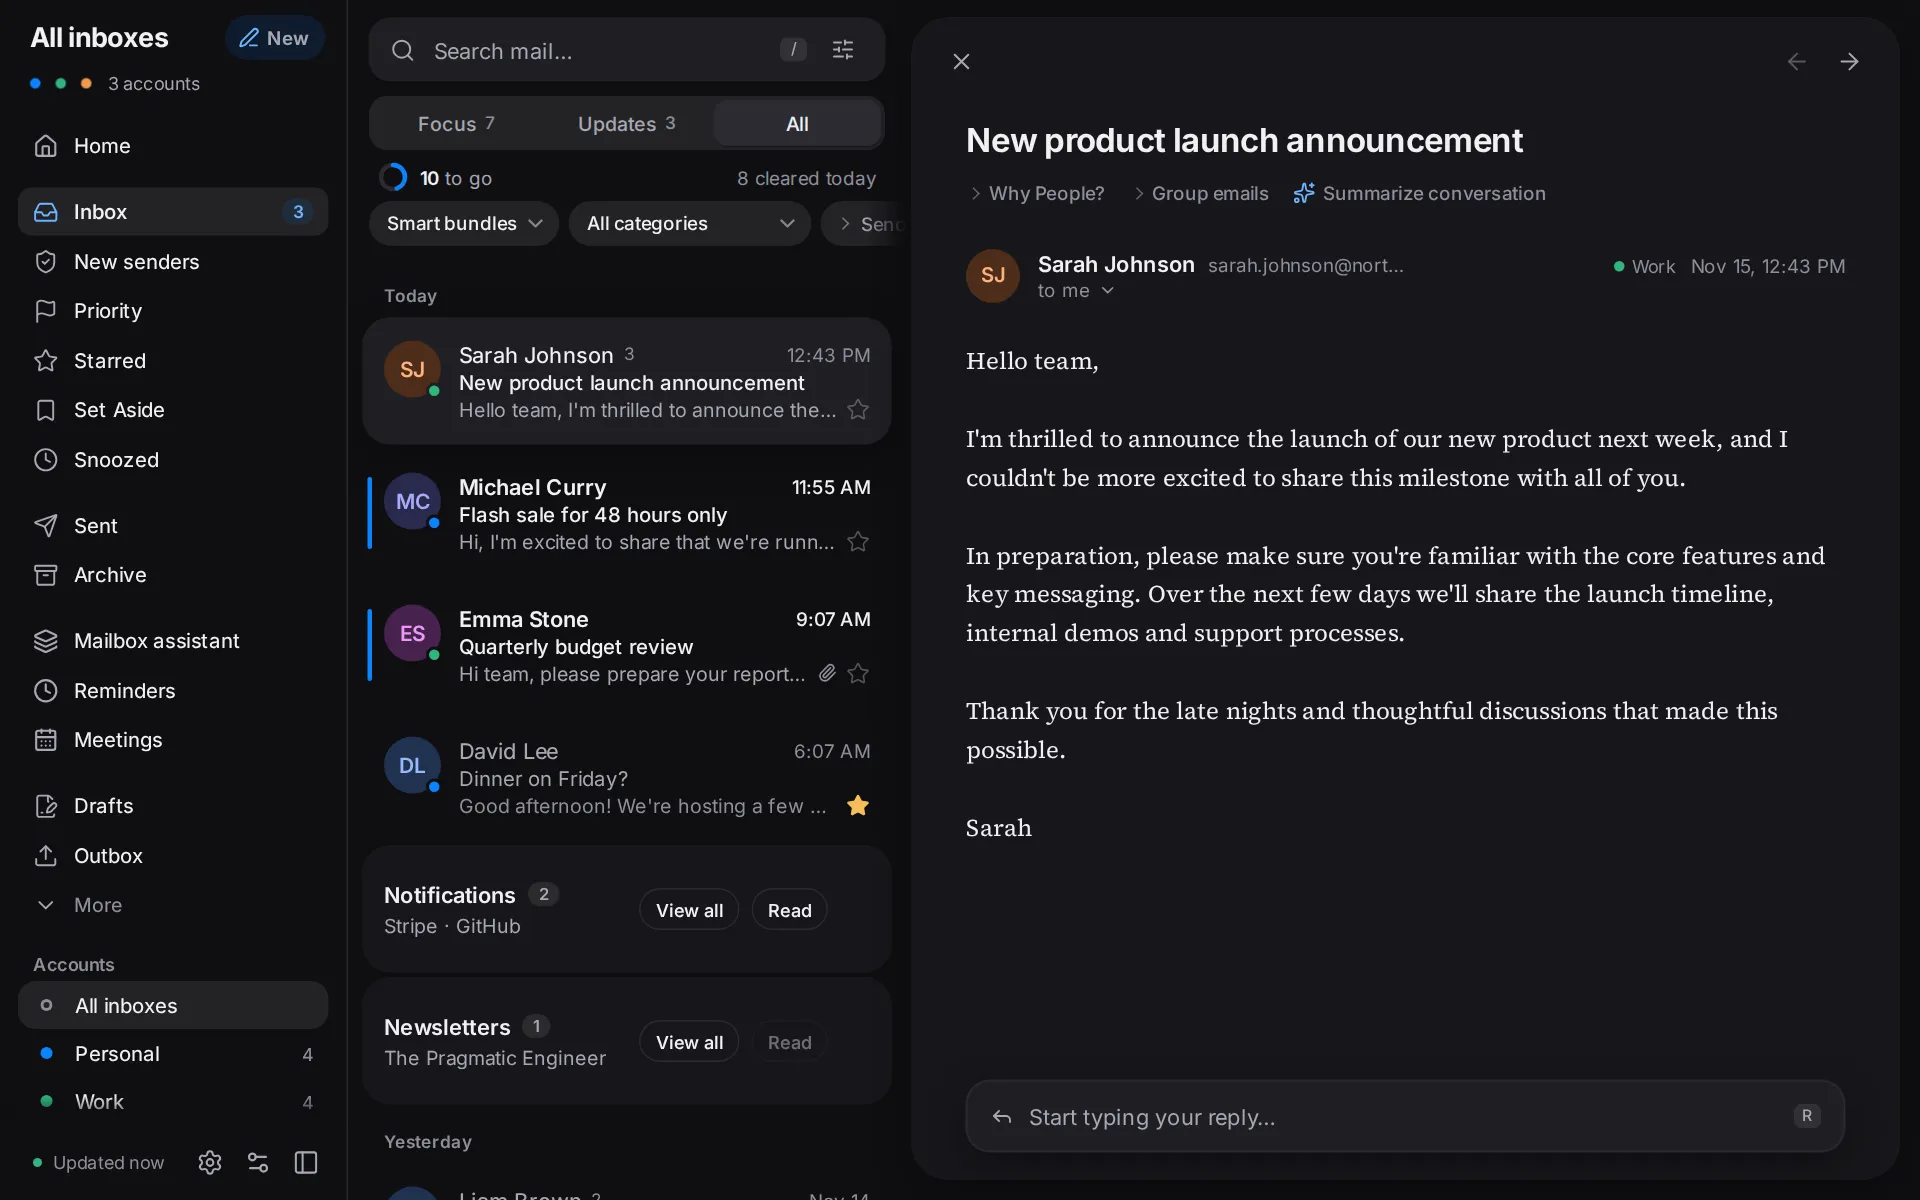 All inboxes
New
3 accounts
Home
Inbox 3
New senders
Priority
Starred
Set Aside
Snoozed
Sent
Archive
Mailbox assistant
Reminders
Meetings
Drafts
Outbox
More
Accounts
All inboxes
Personal 4
Work 4
Updated now
Search mail... /
Focus 7 Updates 3 All
10 to go 8 cleared today
Smart bundles All categories
Today
SJ Sarah Johnson 3 12:43 PM
New product launch announcement
Hello team, I'm thrilled to announce the...
MC Michael Curry 11:55 AM
Flash sale for 48 hours only
Hi, I'm excited to share that we're runn...
ES Emma Stone 9:07 AM
Quarterly budget review
Hi team, please prepare your report...
DL David Lee 6:07 AM
Dinner on Friday?
Good afternoon! We're hosting a few ...
Notifications 2
Stripe · GitHub
View all Read
Newsletters 1
The Pragmatic Engineer
View all Read
Yesterday
Liam Brown 2 Nov 14
New product launch announcement
Why People? Group emails Summarize conversation
SJ Sarah Johnson sarah.johnson@nort... Work Nov 15, 12:43 PM
to me
Hello team,
I'm thrilled to announce the launch of our new product next week, and I
couldn't be more excited to share this milestone with all of you.
In preparation, please make sure you're familiar with the core features and
key messaging. Over the next few days we'll share the launch timeline,
internal demos and support processes.
Thank you for the late nights and thoughtful discussions that made this
possible.
Sarah
Start typing your reply... R